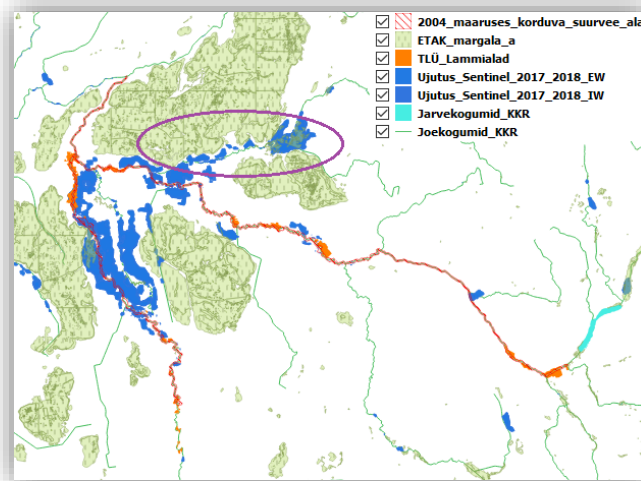 2004_maaruses_korduva_suurvee_ala
ETAK_margala_a
TLÜ_Lammialad
Ujutus_Sentinel_2017_2018_EW
Ujutus_Sentinel_2017_2018_IW
Jarvekogumid_KKR
Joekogumid_KKR